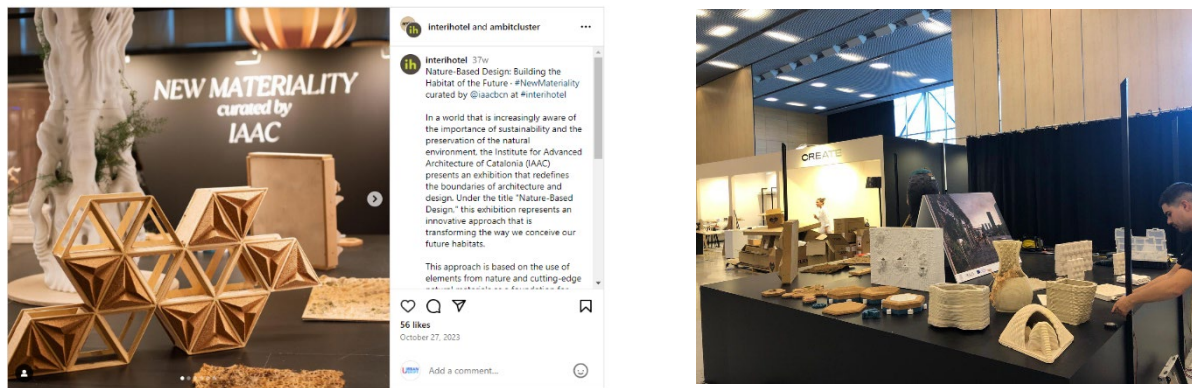 NEW MATERIALITY
curated by
IAAC
interihotel and ambitcluster
interihotel 37w
Nature-Based Design: Building the
Habitat of the Future - #NewMateriality
curated by @iaacbcn at #interihotel
In a world that is increasingly aware of
the importance of sustainability and the
preservation of the natural
environment, the Institute for Advanced
Architecture of Catalonia (IAAC)
presents an exhibition that redefines
the boundaries of architecture and
design. Under the title "Nature-Based
Design," this exhibition represents an
innovative approach that is
transforming the way we conceive our
future habitats.
This approach is based on the use of
elements from nature and cutting-edge
56 likes
October 27, 2023
Add a comment...
CREATE